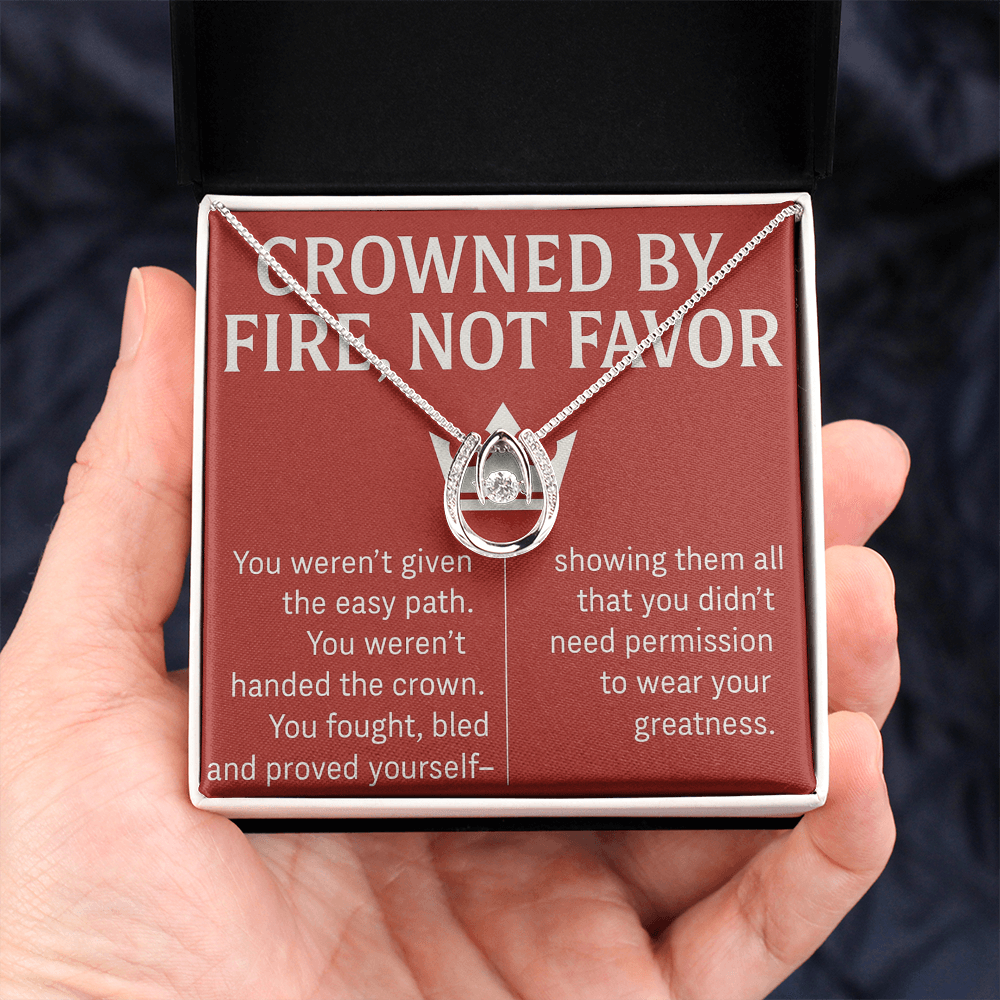 CROWNED BY
FIRE, NOT FAVOR
You weren’t given
the easy path.
You weren’t
handed the crown.
You fought, bled
and proved yourself–
showing them all
that you didn’t
need permission
to wear your
greatness.